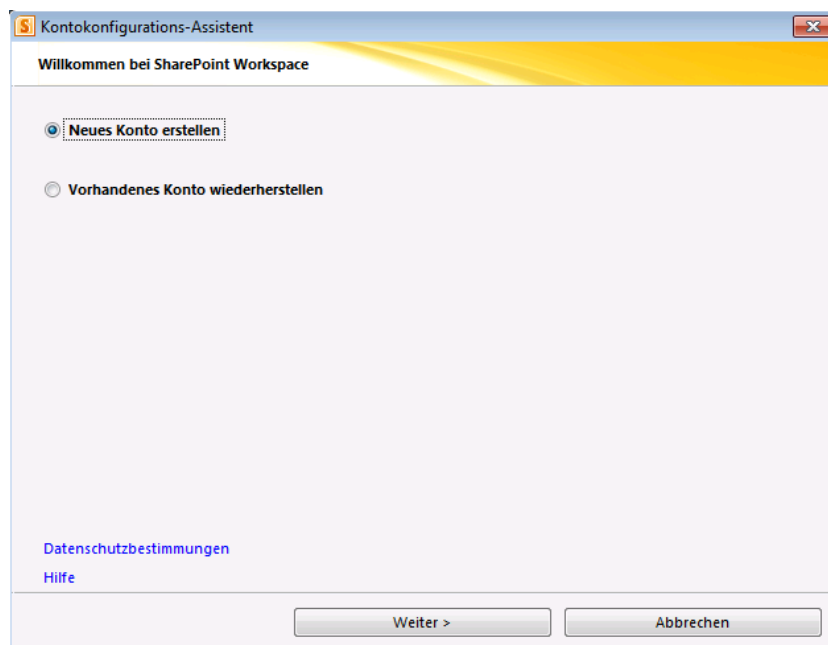 Kontokonfigurations-Assistent
Willkommen bei SharePoint Workspace
Neues Konto erstellen
Vorhandenes Konto wiederherstellen
Datenschutzbestimmungen
Hilfe
Weiter >
Abbrechen